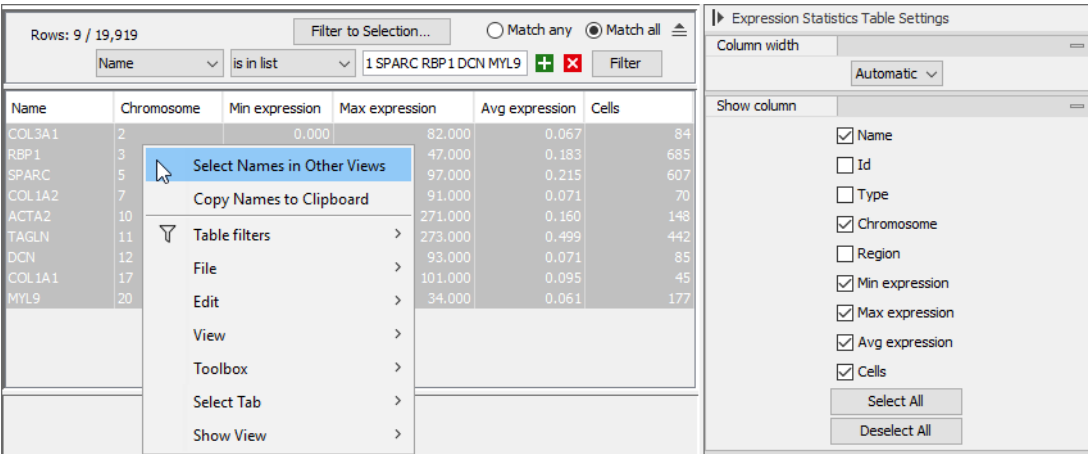 Rows: 9 / 19,919
Filter to Selection...
Match any
Match all
Name
is in list
1 SPARC RBP1 DCN MYL9
Filter
Name Chromosome Min expression Max expression Avg expression Cells
COL3A1 2 0.000 82.000 0.067 84
RBP1 3 47.000 0.183 685
SPARC 5 97.000 0.215 607
COL1A2 7 91.000 0.071 70
ACTA2 10 271.000 0.160 148
TAGLN 11 273.000 0.499 442
DCN 12 93.000 0.071 85
COL1A1 17 101.000 0.095 45
MYL9 20 34.000 0.061 177
Select Names in Other Views
Copy Names to Clipboard
Table filters
File
Edit
View
Toolbox
Select Tab
Show View
Expression Statistics Table Settings
Column width
Automatic
Show column
Name
Id
Type
Chromosome
Region
Min expression
Max expression
Avg expression
Cells
Select All
Deselect All